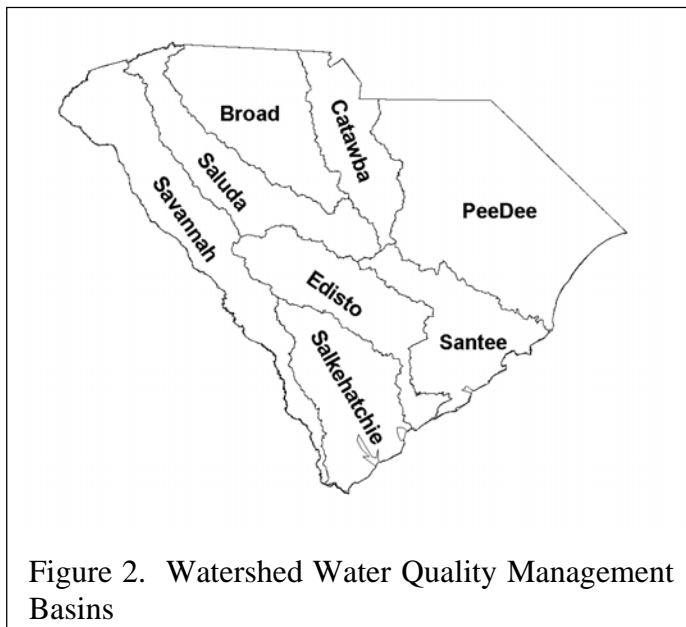 Broad
Catawba
Saluda
Savannah
PeeDee
Edisto
Santee
Salkehatchie
Figure 2. Watershed Water Quality Management
Basins